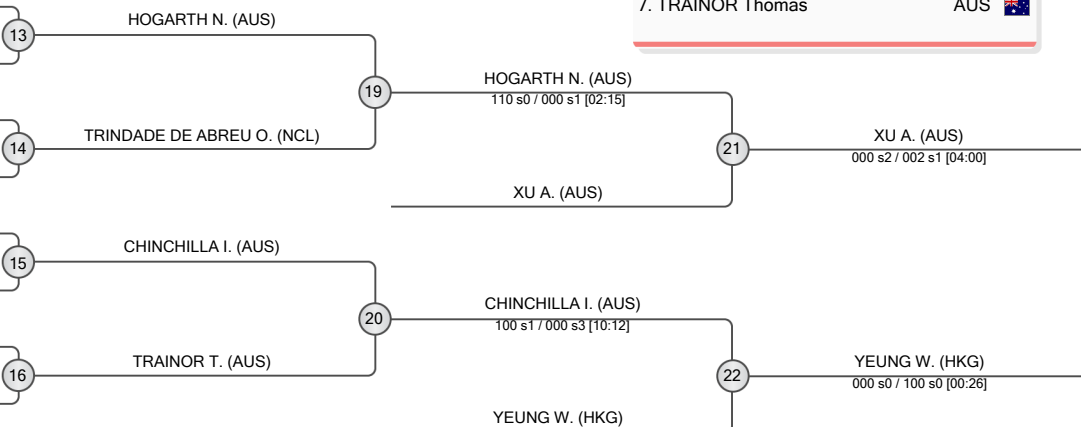 7. TRAINOR Thomas AUS
HOGARTH N. (AUS)
13
HOGARTH N. (AUS)
19
110 s0 / 000 s1 [02:15]
TRINDADE DE ABREU O. (NCL)
14
XU A. (AUS)
21
000 s2 / 002 s1 [04:00]
XU A. (AUS)
CHINCHILLA I. (AUS)
15
CHINCHILLA I. (AUS)
20
100 s1 / 000 s3 [10:12]
TRAINOR T. (AUS)
16
YEUNG W. (HKG)
22
000 s0 / 100 s0 [00:26]
YEUNG W. (HKG)